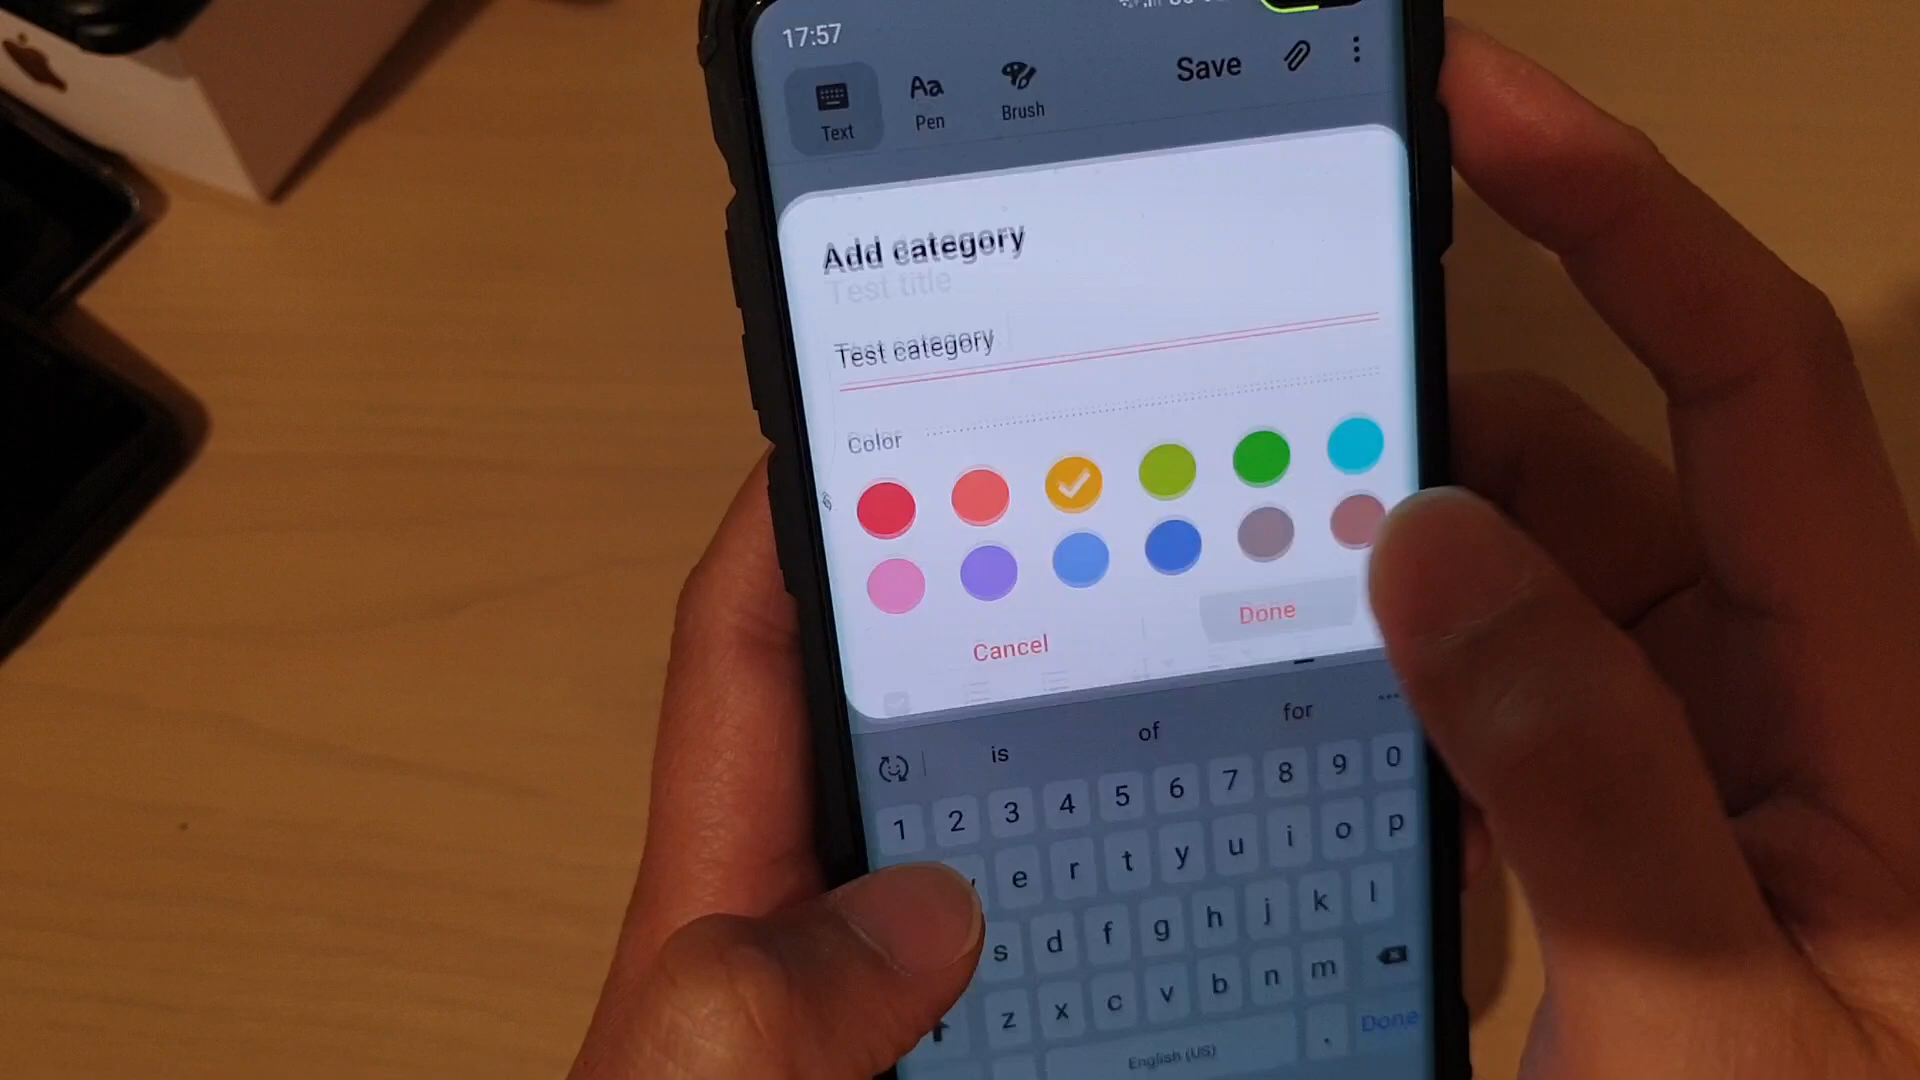 17:57
Text
Aa
Pen
Brush
Save
Add category
Test title
Test category
Color
Cancel
Done
is
of
for
1 2 3 4 5 6 7 8 9 0
e r t y u i o p
s d f g h j k l
z x c v b n m
English (US)
.
Done